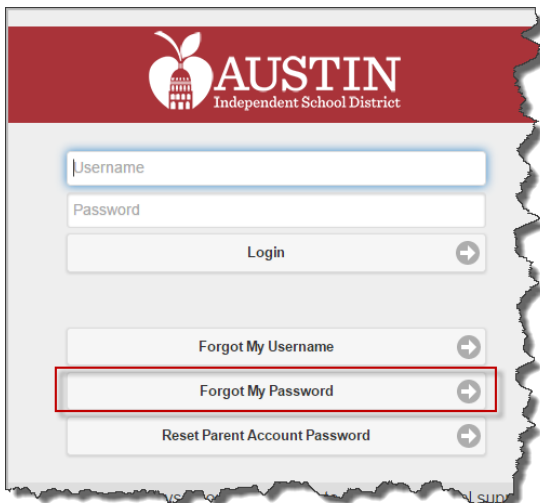 AUSTIN
Independent School District
Username
Password
Login
Forgot My Username
Forgot My Password
Reset Parent Account Password